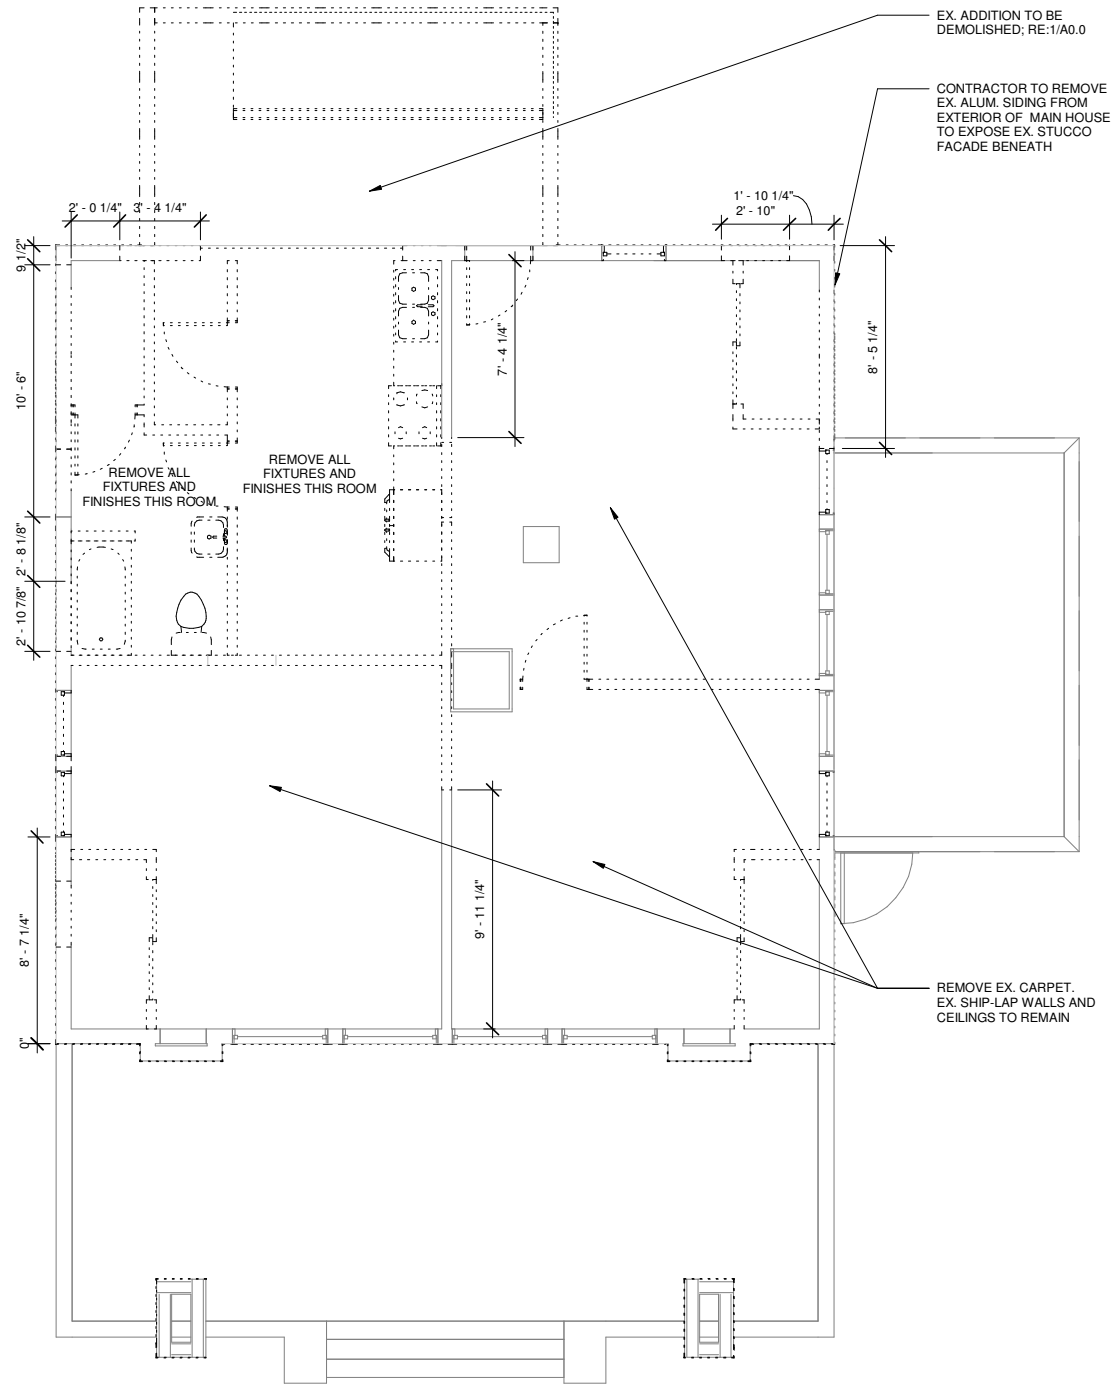 EX. ADDITION TO BE
DEMOLISHED; RE:1/A0.0
CONTRACTOR TO REMOVE
EX. ALUM. SIDING FROM
EXTERIOR OF MAIN HOUSE
TO EXPOSE EX. STUCCO
FACADE BENEATH
2' - 0 1/4"
3' - 4 1/4"
1' - 10 1/4"
2' - 10"
9 1/2"
10' - 6"
7' - 4 1/4"
8' - 5 1/4"
REMOVE ALL
FIXTURES AND
FINISHES THIS ROOM
REMOVE ALL
FIXTURES AND
FINISHES THIS ROOM
2' - 8 1/8"
2' - 10 7/8"
8' - 7 1/4"
9' - 11 1/4"
0"
REMOVE EX. CARPET.
EX. SHIP-LAP WALLS AND
CEILINGS TO REMAIN